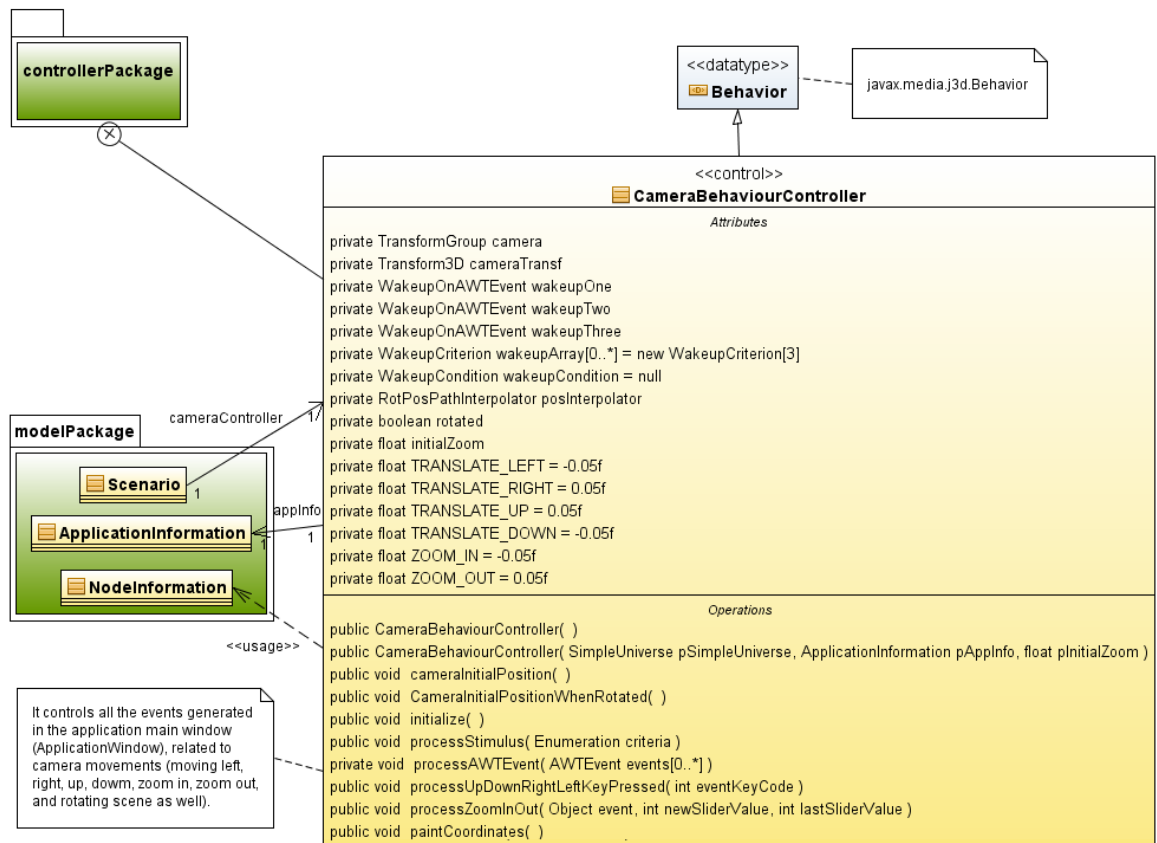 controllerPackage
<<datatype>>
Behavior
javax.media.j3d.Behavior
<<control>>
CameraBehaviourController
Attributes
private TransformGroup camera
private Transform3D cameraTransf
private WakeupOnAWTEvent wakeupOne
private WakeupOnAWTEvent wakeupTwo
private WakeupOnAWTEvent wakeupThree
private WakeupCriterion wakeupArray[0..*] = new WakeupCriterion[3]
private WakeupCondition wakeupCondition = null
private RotPosPathInterpolator posInterpolator
private boolean rotated
private float initialZoom
private float TRANSLATE_LEFT = -0.05f
private float TRANSLATE_RIGHT = 0.05f
private float TRANSLATE_UP = 0.05f
private float TRANSLATE_DOWN = -0.05f
private float ZOOM_IN = -0.05f
private float ZOOM_OUT = 0.05f
Operations
public CameraBehaviourController( )
public CameraBehaviourController( SimpleUniverse pSimpleUniverse, ApplicationInformation pAppInfo, float pInitialZoom )
public void cameraInitialPosition( )
public void CameraInitialPositionWhenRotated( )
public void initialize( )
public void processStimulus( Enumeration criteria )
private void processAWTEvent( AWTEvent events[0..*] )
public void processUpDownRightLeftKeyPressed( int eventKeyCode )
public void processZoomInOut( Object event, int newSliderValue, int lastSliderValue )
public void paintCoordinates( )
cameraController
1
modelPackage
Scenario
1
appInfo
ApplicationInformation
1
1
NodeInformation
<<usage>>
It controls all the events generated
in the application main window
(ApplicationWindow), related to
camera movements (moving left,
right, up, dowm, zoom in, zoom out,
and rotating scene as well).